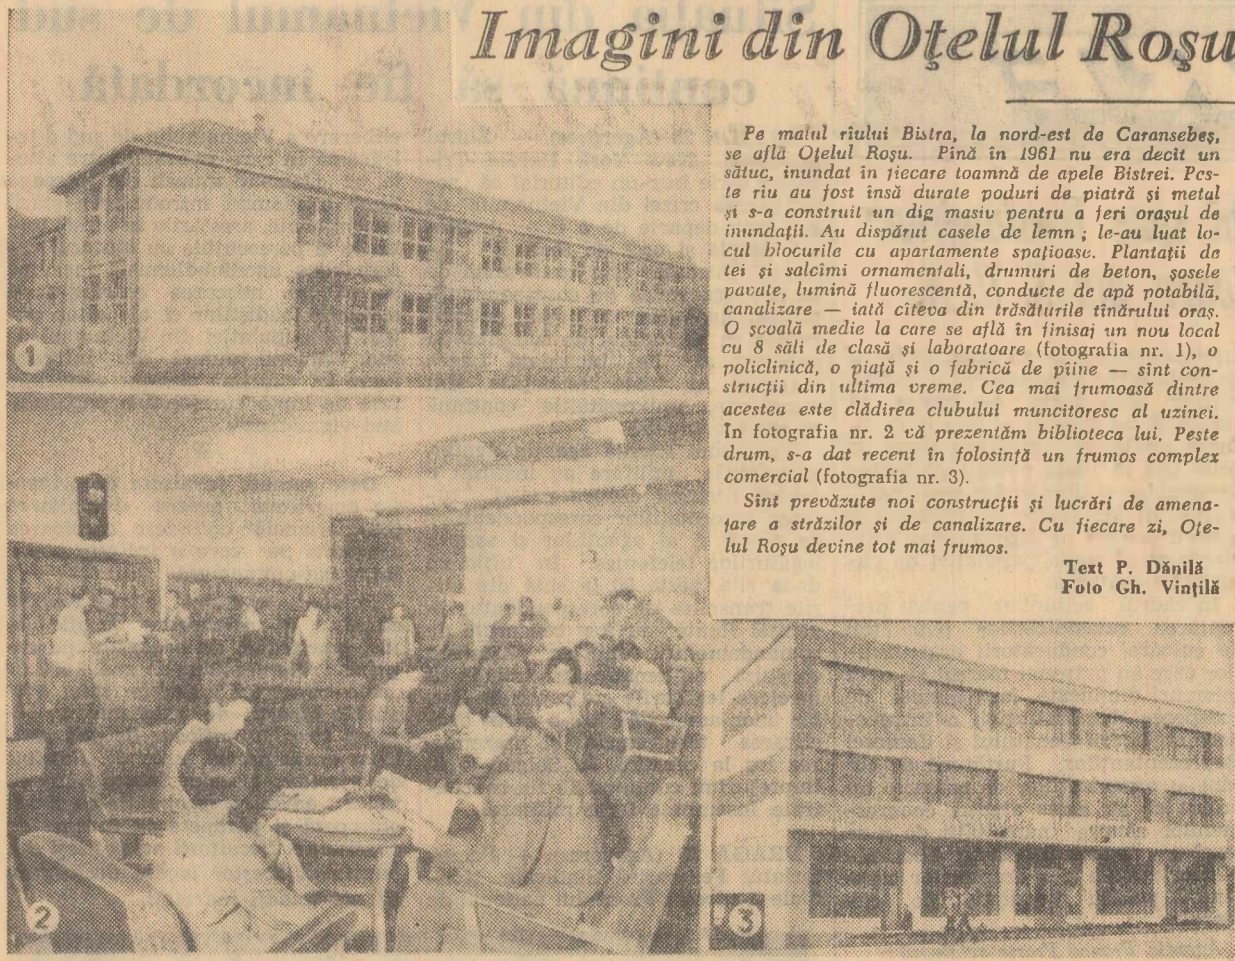 Imagini din Oţelul Roşu
Pe malul rîului Bistra, la nord-est de Caransebeş,
se află Oţelul Roşu. Pînă în 1961 nu era decît un
sătuc, inundat în fiecare toamnă de apele Bistrei. Pes-
te rîu au fost însă durate poduri de piatră şi metal
şi s-a construit un dig masiv pentru a feri oraşul de
inundaţii. Au dispărut casele de lemn ; le-au luat lo-
cul blocurile cu apartamente spaţioase. Plantaţii de
tei şi salcîmi ornamentali, drumuri de beton, şosele
pavate, lumină fluorescentă, conducte de apă potabilă,
canalizare — iată cîteva din trăsăturile tînărului oraş.
O şcoală medie la care se află în finisaj un nou local
cu 8 săli de clasă şi laboratoare (fotografia nr. 1), o
policlinică, o piaţă şi o fabrică de pîine — sînt con-
strucţii din ultima vreme. Cea mai frumoasă dintre
acestea este clădirea clubului muncitoresc al uzinei.
In fotografia nr. 2 vă prezentăm biblioteca lui. Peste
drum, s-a dat recent în folosinţă un frumos complex
comercial (fotografia nr. 3).
Sînt prevăzute noi construcţii şi lucrări de amena-
jare a străzilor şi de canalizare. Cu fiecare zi, Oţe-
lul Roşu devine tot mai frumos.
Text P. Dănilă
Foto Gh. Vinţilă
1
2
3